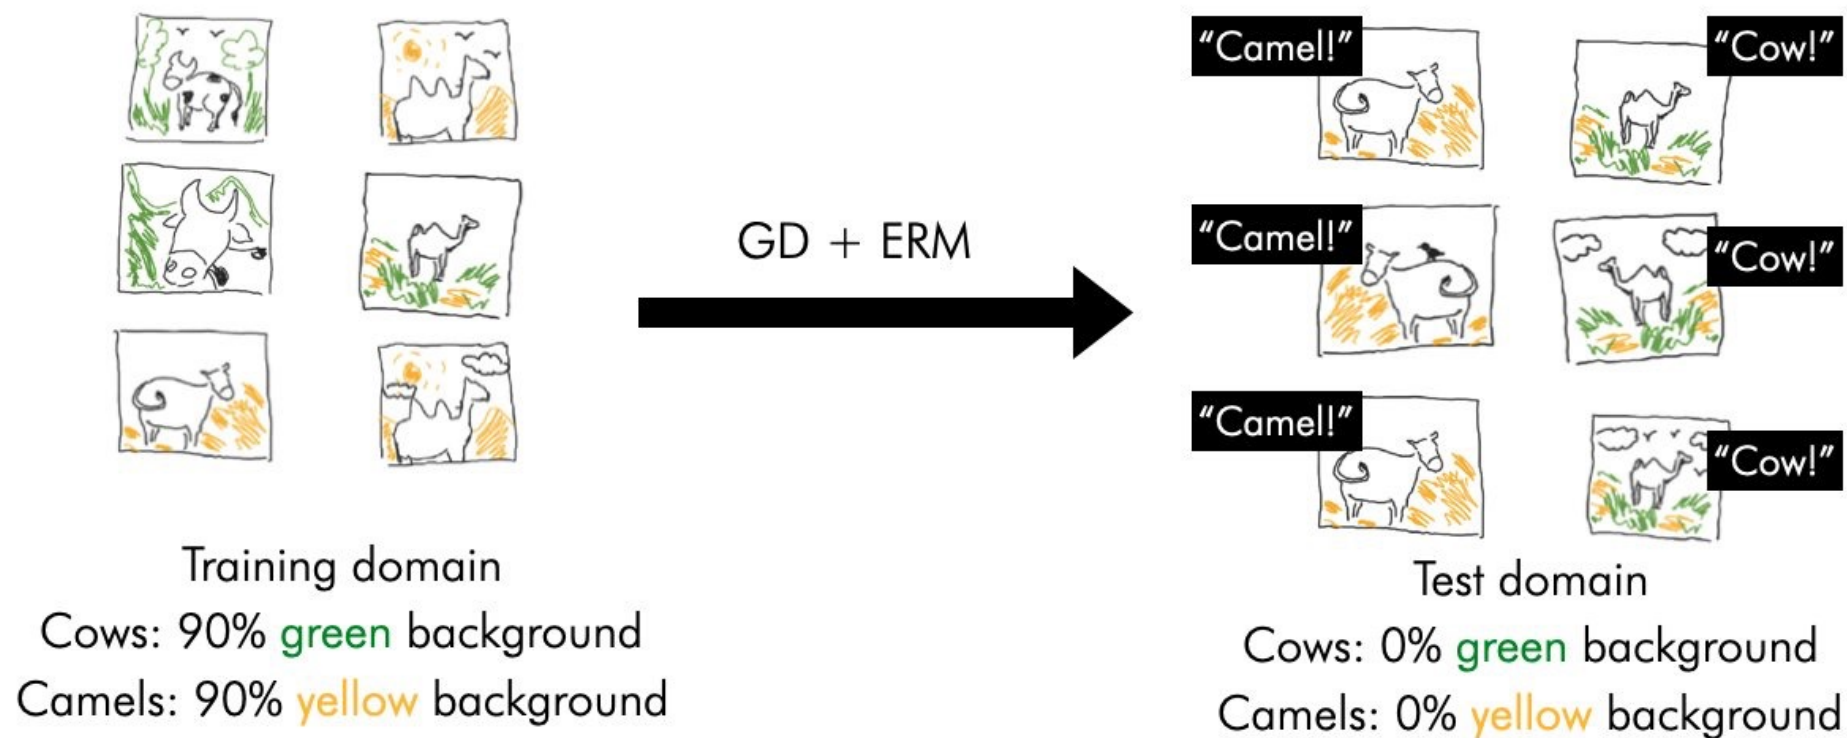 GD + ERM
Training domain
Cows: 90% green background
Camels: 90% yellow background
“Camel!”
“Cow!”
“Camel!”
“Cow!”
“Camel!”
“Cow!”
Test domain
Cows: 0% green background
Camels: 0% yellow background